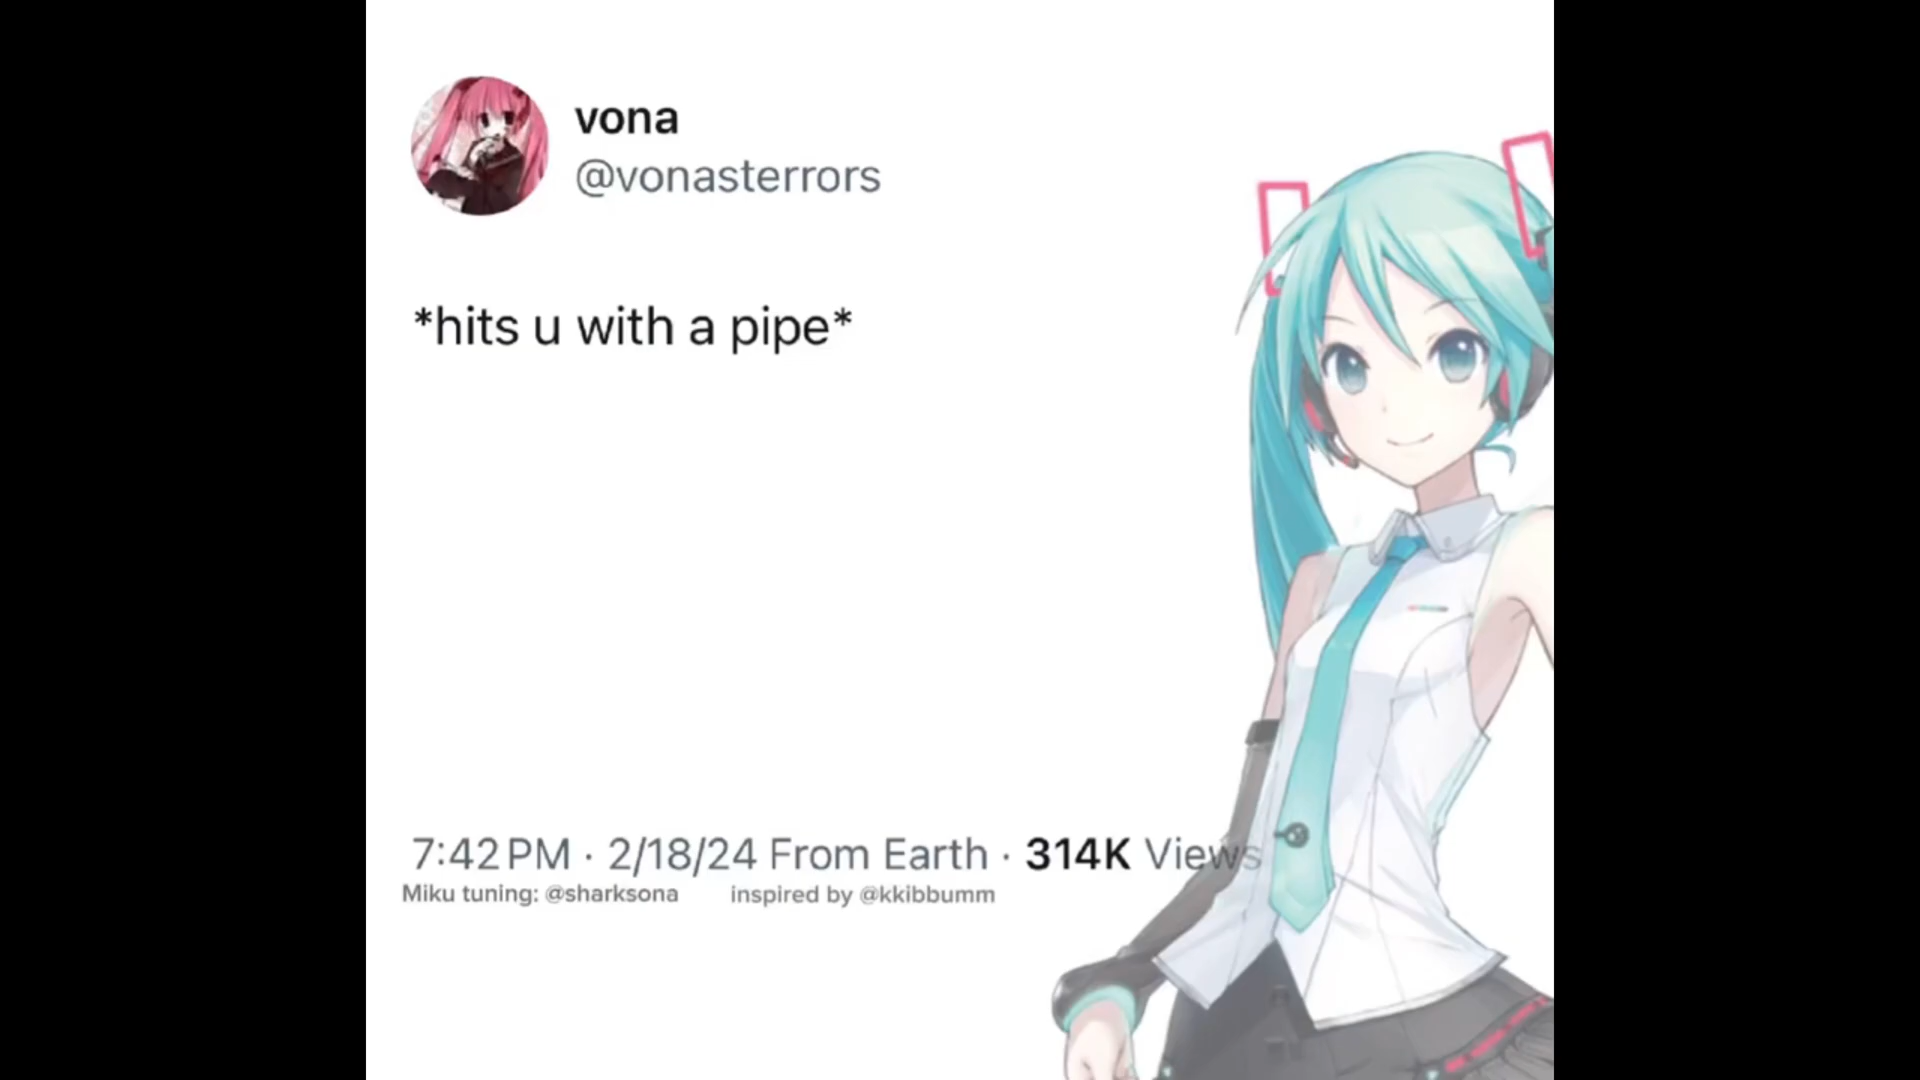 vona
@vonasterrors
*hits u with a pipe*
7:42 PM · 2/18/24 From Earth · 314K Views
Miku tuning: @sharksona inspired by @kkibbumm